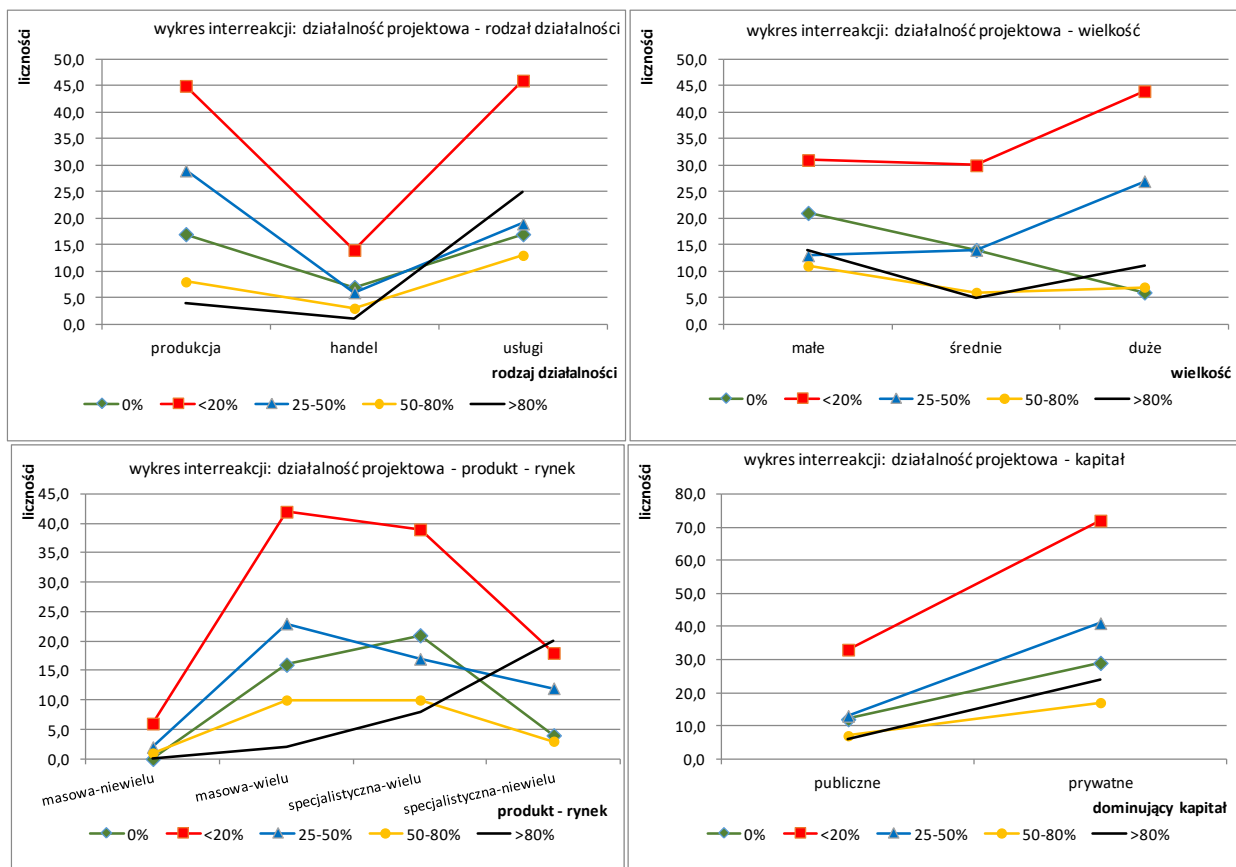 wykres interreakcji: działalność projektowa - rodzał działalności
liczności
50,0
45,0
40,0
35,0
30,0
25,0
20,0
15,0
10,0
5,0
0,0
produkcja handel usługi
rodzaj działalności
0% <20% 25-50% 50-80% >80%
wykres interreakcji: działalność projektowa - wielkość
liczności
50,0
45,0
40,0
35,0
30,0
25,0
20,0
15,0
10,0
5,0
0,0
małe średnie duże
wielkość
0% <20% 25-50% 50-80% >80%
wykres interreakcji: działalność projektowa - produkt - rynek
liczności
45,0
40,0
35,0
30,0
25,0
20,0
15,0
10,0
5,0
0,0
masowa-niewielu masowa-wielu specjalistyczna-wielu specjalistyczna-niewielu
produkt - rynek
0% <20% 25-50% 50-80% >80%
wykres interreakcji: działalność projektowa - kapitał
liczności
80,0
70,0
60,0
50,0
40,0
30,0
20,0
10,0
0,0
publiczne prywatne
dominujący kapitał
0% <20% 25-50% 50-80% >80%